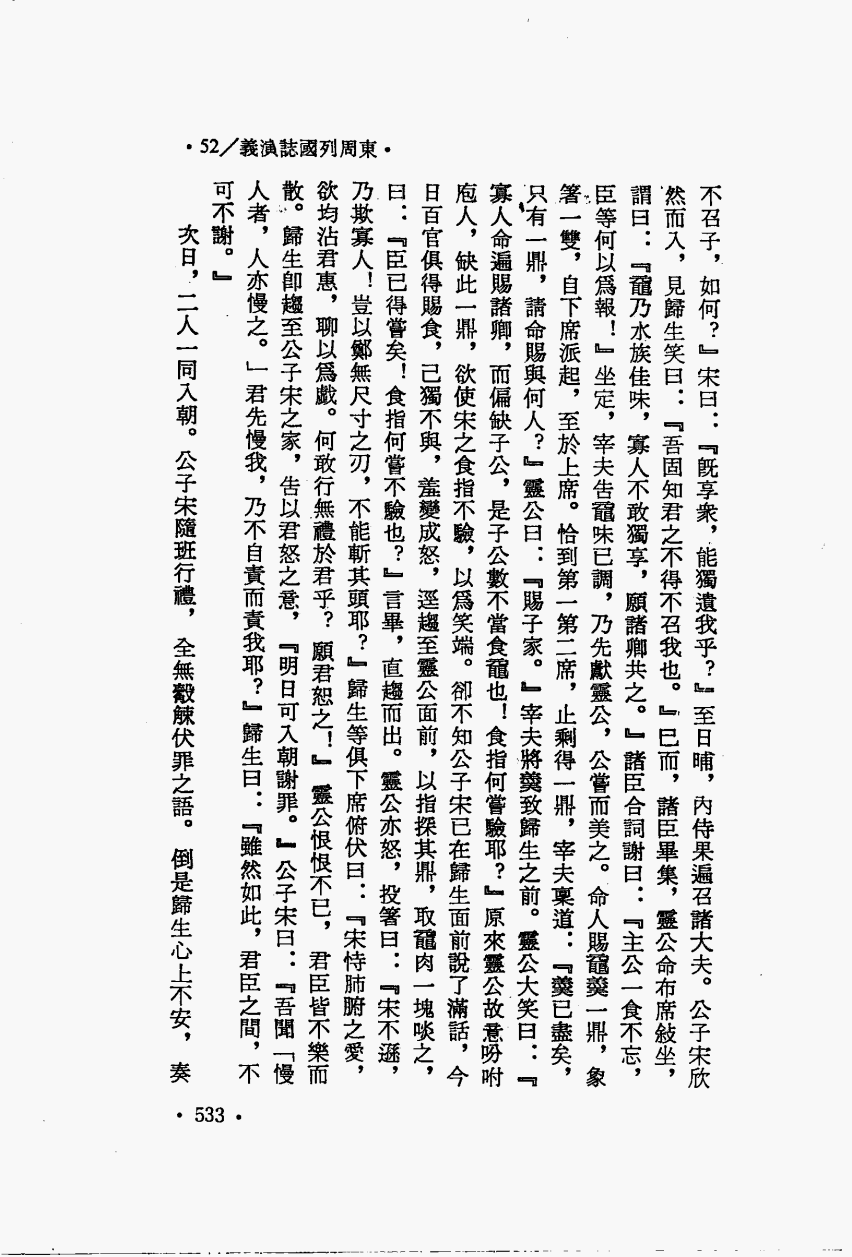 •52/義演誌國列周東•
不召子，如何？』宋曰：『旣享衆，能獨遺我乎？』至日晡，內侍果遍召諸大夫。公子宋欣
然而入，見歸生笑曰：『吾固知君之不得不召我也。』已而，諸臣畢集，靈公命布席敍坐，
謂曰：『黿乃水族佳味，寡人不敢獨享，願諸卿共之。』諸臣合詞謝曰：『主公一食不忘，
臣等何以爲報！』坐定，宰夫告黿味已調，乃先獻靈公，公嘗而美之。命人賜黿羹一鼎，象
箸一雙，自下席派起，至於上席。恰到第一第二席，止剩得一鼎，宰夫稟道：『羹已盡矣，
只有一鼎，請命賜與何人？』靈公曰：『賜子家。』宰夫將羹致歸生之前。靈公大笑曰：『
寡人命遍賜諸卿，而偏缺子公，是子公數不當食黿也！食指何嘗驗耶？』原來靈公故意吩咐
庖人，缺此一鼎，欲使宋之食指不驗，以爲笑端。卻不知公子宋已在歸生面前說了滿話，今
日百官俱得賜食，己獨不與，羞變成怒，逕趨至靈公面前，以指探其鼎，取黿肉一塊啖之，
曰：『臣已得嘗矣！食指何嘗不驗也？』言畢，直趨而出。靈公亦怒，投箸曰：『宋不遜，
乃欺寡人！豈以鄭無尺寸之刃，不能斬其頭耶？』歸生等俱下席俯伏曰：『宋恃肺腑之愛，
欲均沾君惠，聊以爲戲。何敢行無禮於君乎？願君恕之！』靈公恨恨不已，君臣皆不樂而
散。歸生卽趨至公子宋之家，告以君怒之意，『明日可入朝謝罪。』公子宋曰：『吾聞「慢
人者，人亦慢之。」君先慢我，乃不自責而責我耶？』歸生曰：『雖然如此，君臣之間，不
可不謝。』
次日，二人一同入朝。公子宋隨班行禮，全無觳觫伏罪之語。倒是歸生心上不安，奏
•533•